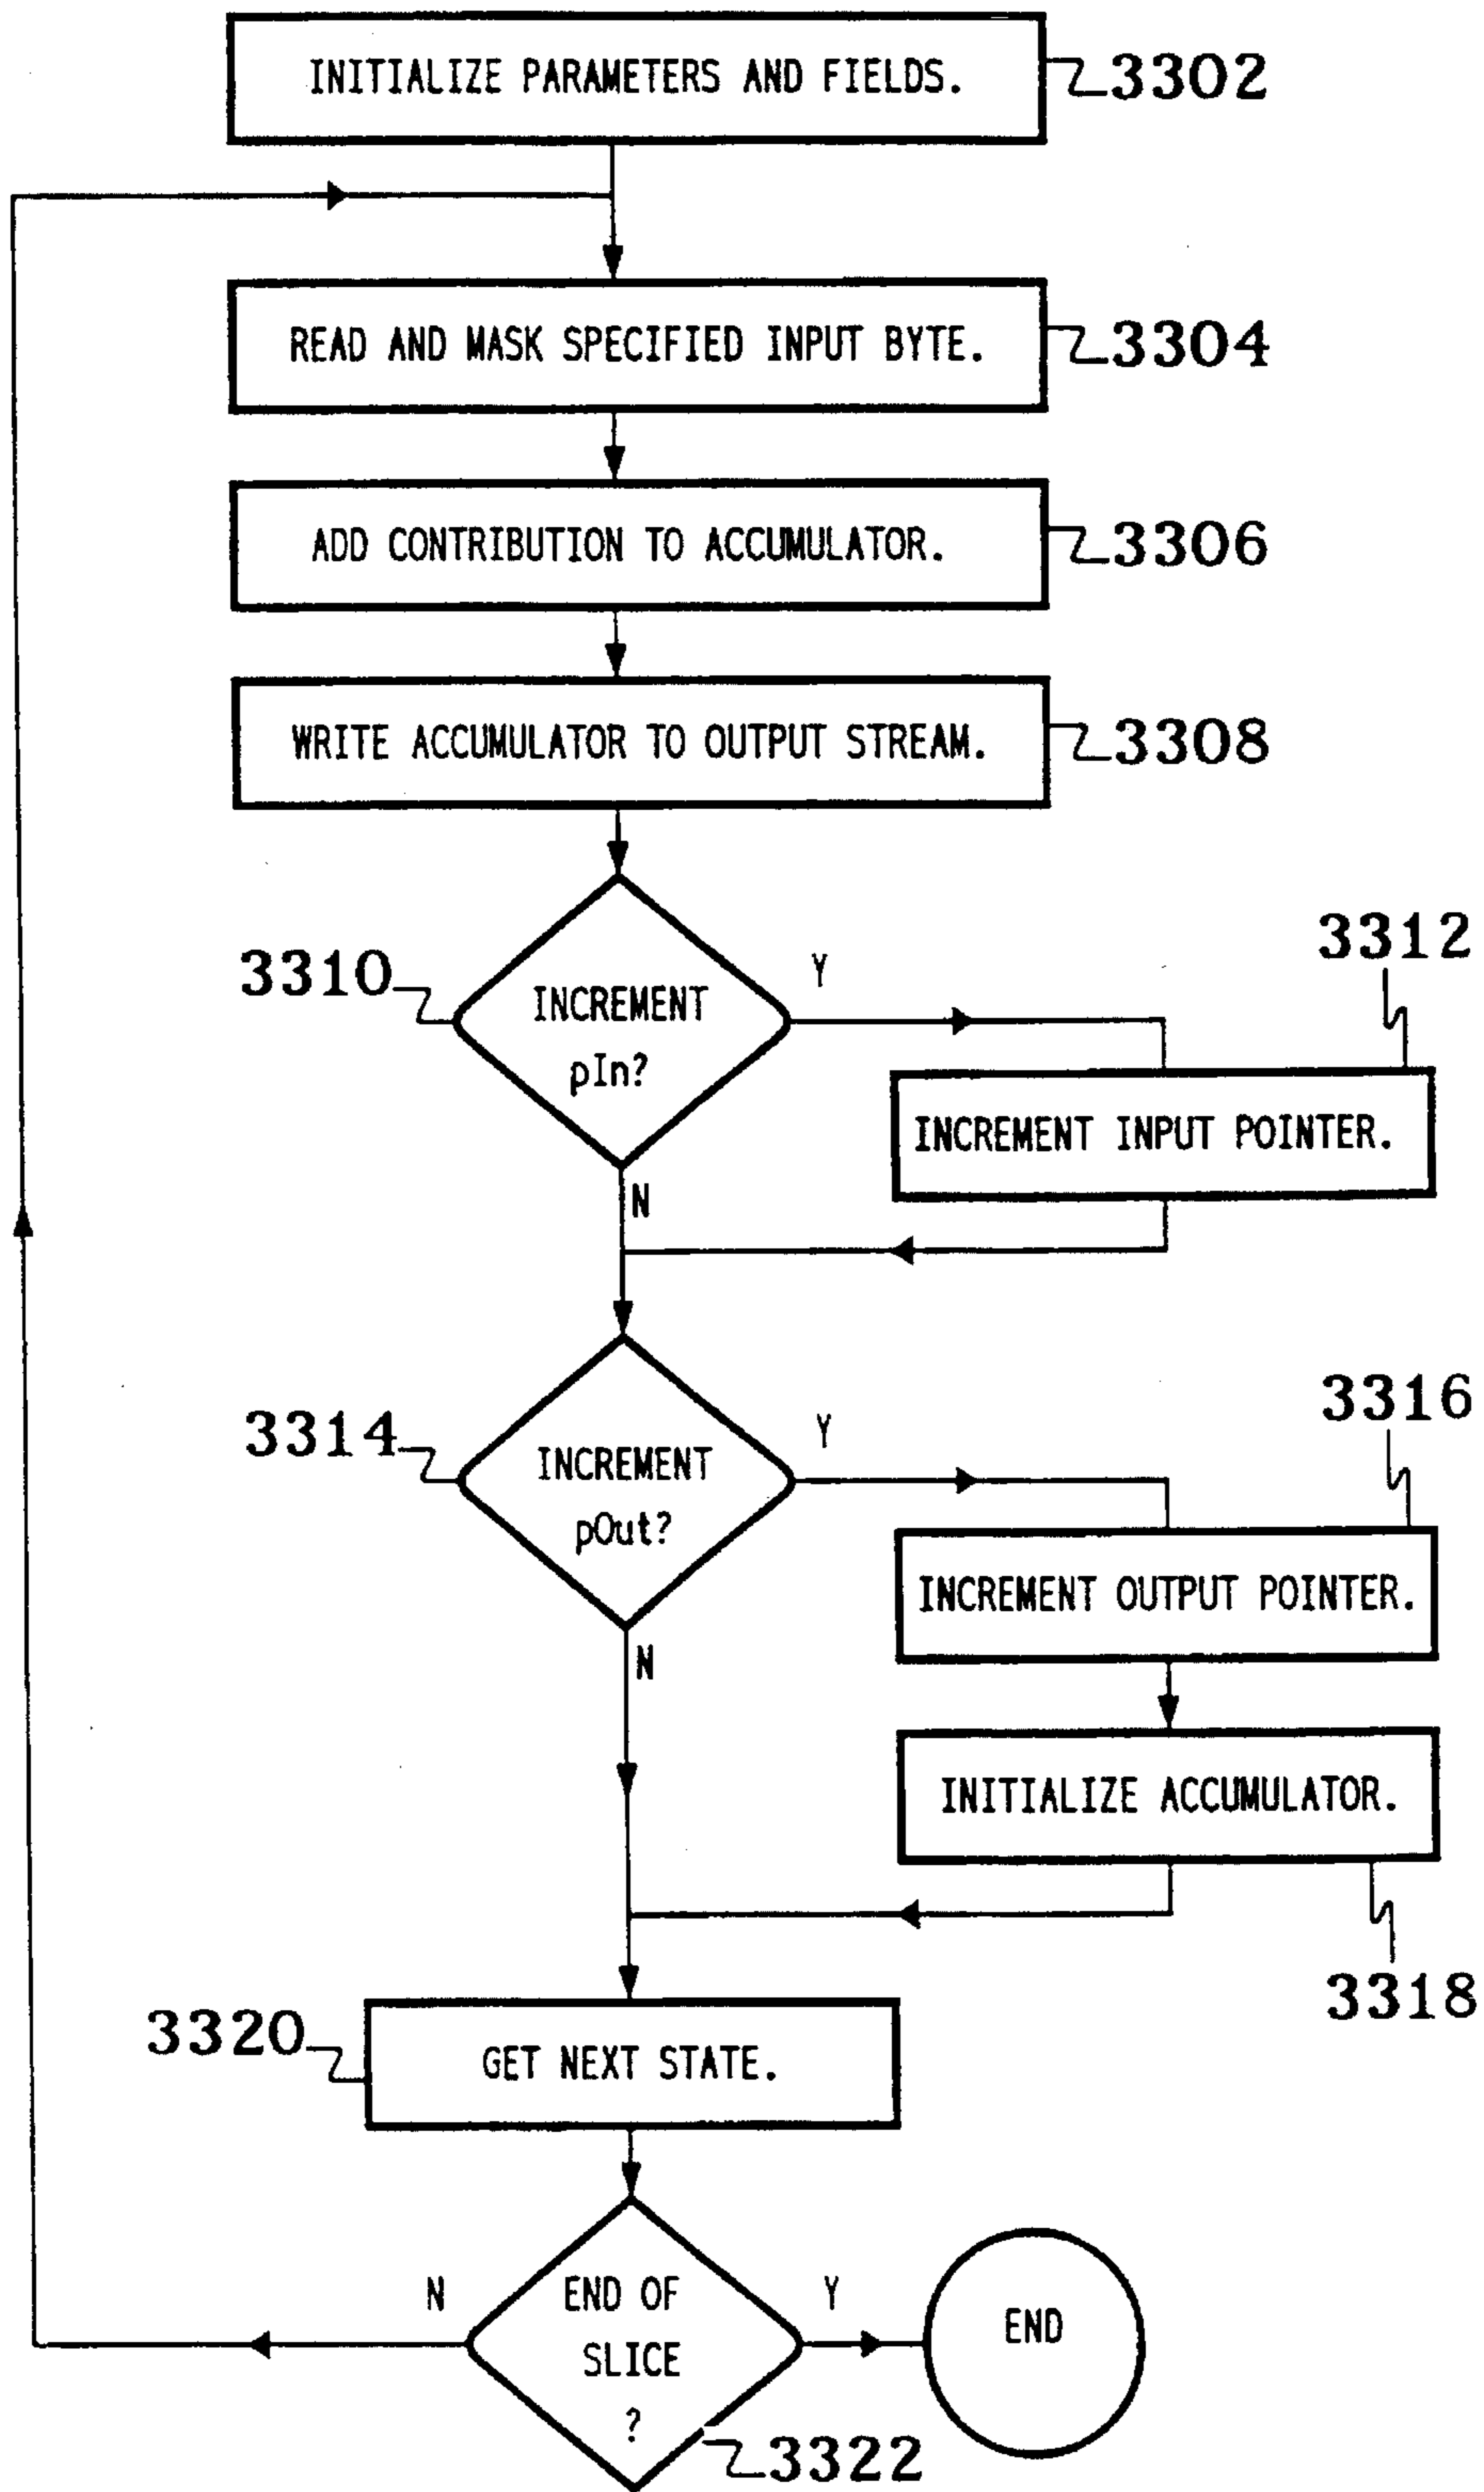 INITIALIZE PARAMETERS AND FIELDS.
3302
READ AND MASK SPECIFIED INPUT BYTE.
3304
ADD CONTRIBUTION TO ACCUMULATOR.
3306
WRITE ACCUMULATOR TO OUTPUT STREAM.
3308
3310
INCREMENT
pIn?
Y
3312
INCREMENT INPUT POINTER.
N
3314
INCREMENT
pOut?
Y
3316
INCREMENT OUTPUT POINTER.
N
INITIALIZE ACCUMULATOR.
3318
3320
GET NEXT STATE.
N
END OF
SLICE
?
Y
END
3322